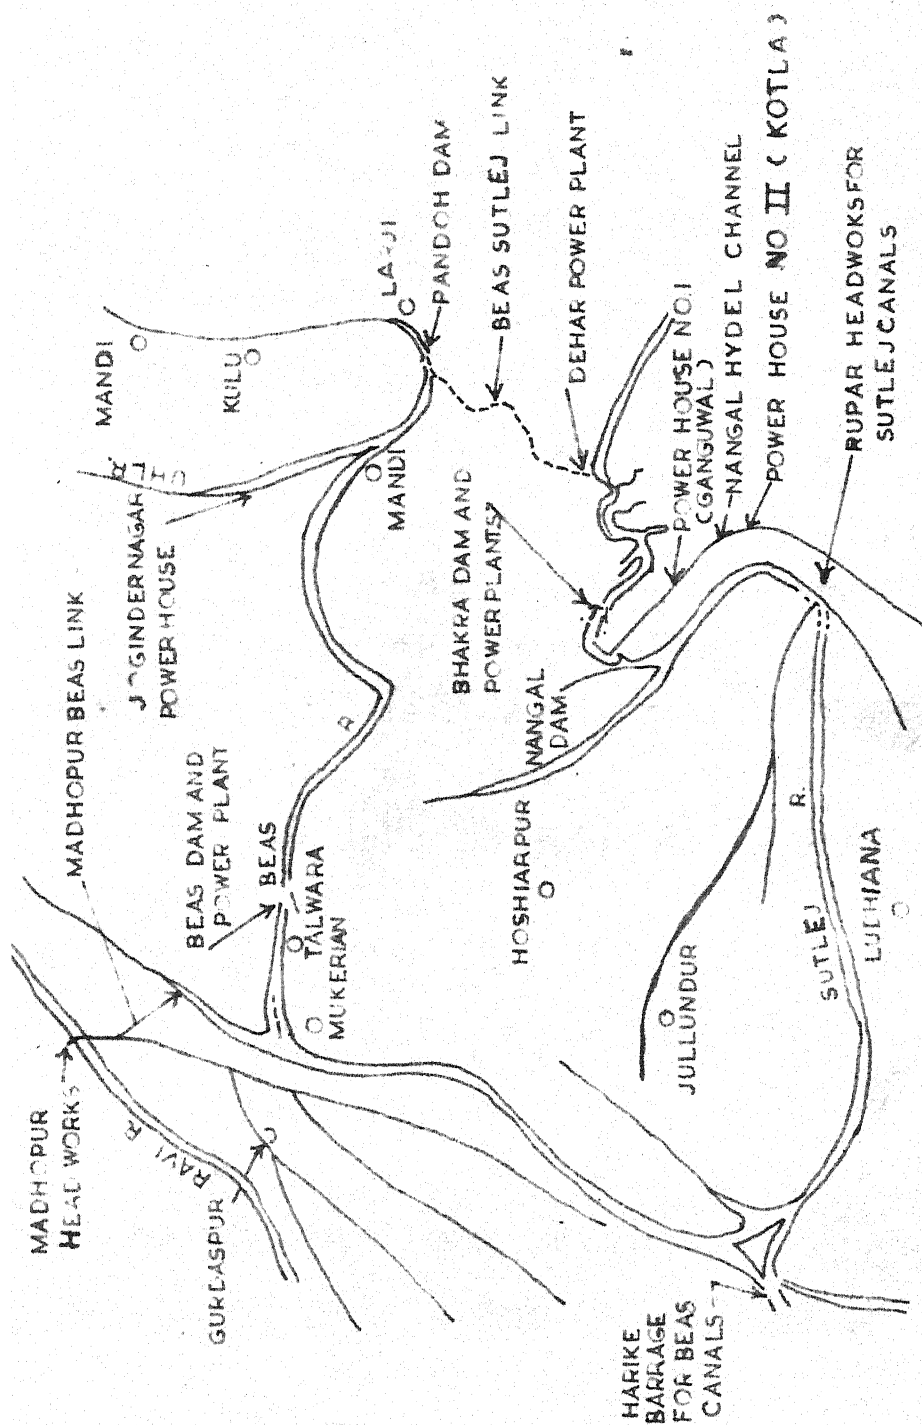 MADHOPUR
HEAD WORKS
RAVI R
GURDASPUR
MADHOPUR BEAS LINK
BEAS DAM AND
POWER PLANT
BEAS
R
TALWARA
MUKERIAN
JOGINDERNAGAR
POWER HOUSE
MANDI
KULU
MANDI
LARJI
PANDOH DAM
BEAS SUTLEJ LINK
DEHAR POWER PLANT
BHAKRA DAM AND
POWER PLANTS
NANGAL
DAM
POWER HOUSE NO.1
(GANGUWAL)
NANGAL HYDEL CHANNEL
POWER HOUSE NO II (KOTLA)
RUPAR HEADWOKS FOR
SUTLEJ CANALS
HOSHIARPUR
JULLUNDUR
SUTLEJ R.
LUDHIANA
HARIKE
BARRAGE
FOR BEAS
CANALS